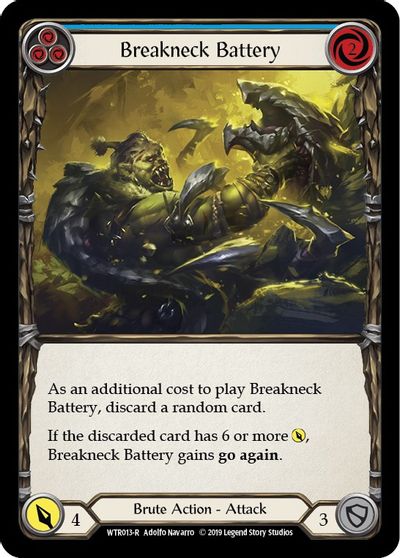 Breakneck Battery
2
As an additional cost to play Breakneck
Battery, discard a random card.
If the discarded card has 6 or more ,
Breakneck Battery gains go again.
4
Brute Action - Attack
3
WTR013-R Adolfo Navarro © 2019 Legend Story Studios